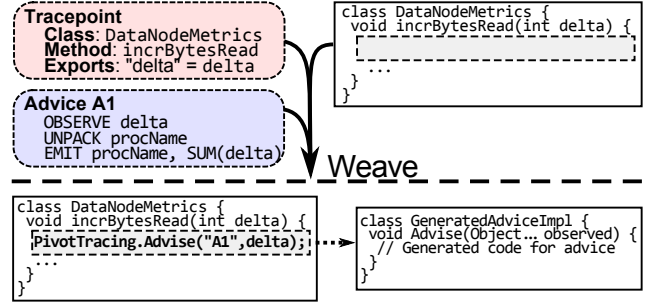 Tracepoint
Class: DataNodeMetrics
Method: incrBytesRead
Exports: "delta" = delta
class DataNodeMetrics {
void incrBytesRead(int delta) {
...
}
}
Advice A1
OBSERVE delta
UNPACK procName
EMIT procName, SUM(delta)
Weave
class DataNodeMetrics {
void incrBytesRead(int delta) {
PivotTracing.Advise("A1",delta);
...
}
}
class GeneratedAdviceImpl {
void Advise(Object... observed) {
// Generated code for advice
}
}